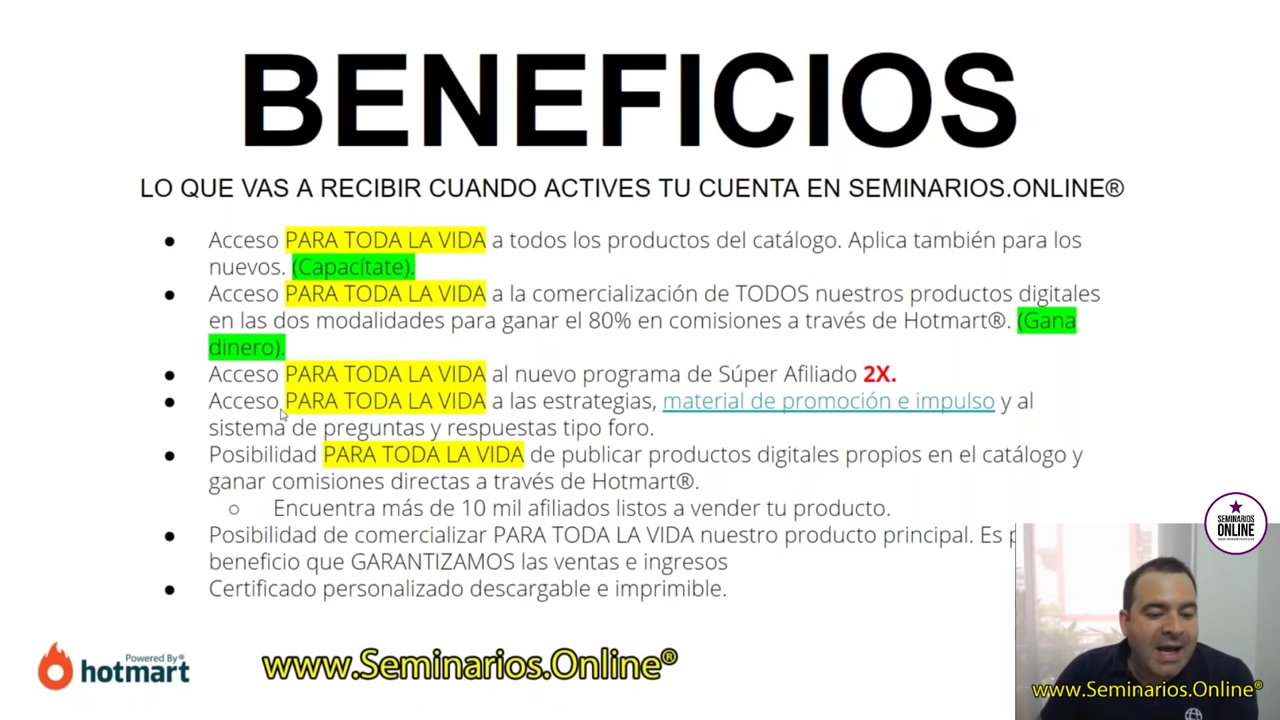 BENEFICIOS
LO QUE VAS A RECIBIR CUANDO ACTIVES TU CUENTA EN SEMINARIOS.ONLINE®
● Acceso PARA TODA LA VIDA a todos los productos del catálogo. Aplica también para los
nuevos. (Capacítate).
● Acceso PARA TODA LA VIDA a la comercialización de TODOS nuestros productos digitales
en las dos modalidades para ganar el 80% en comisiones a través de Hotmart®. (Gana
dinero).
● Acceso PARA TODA LA VIDA al nuevo programa de Súper Afiliado 2X.
● Acceso PARA TODA LA VIDA a las estrategias, material de promoción e impulso y al
sistema de preguntas y respuestas tipo foro.
● Posibilidad PARA TODA LA VIDA de publicar productos digitales propios en el catálogo y
ganar comisiones directas a través de Hotmart®.
○ Encuentra más de 10 mil afiliados listos a vender tu producto.
● Posibilidad de comercializar PARA TODA LA VIDA nuestro producto principal. Es
beneficio que GARANTIZAMOS las ventas e ingresos
● Certificado personalizado descargable e imprimible.
SEMINARIOS
ONLINE
Powered By®
hotmart
www.Seminarios.Online®
www.Seminarios.Online®